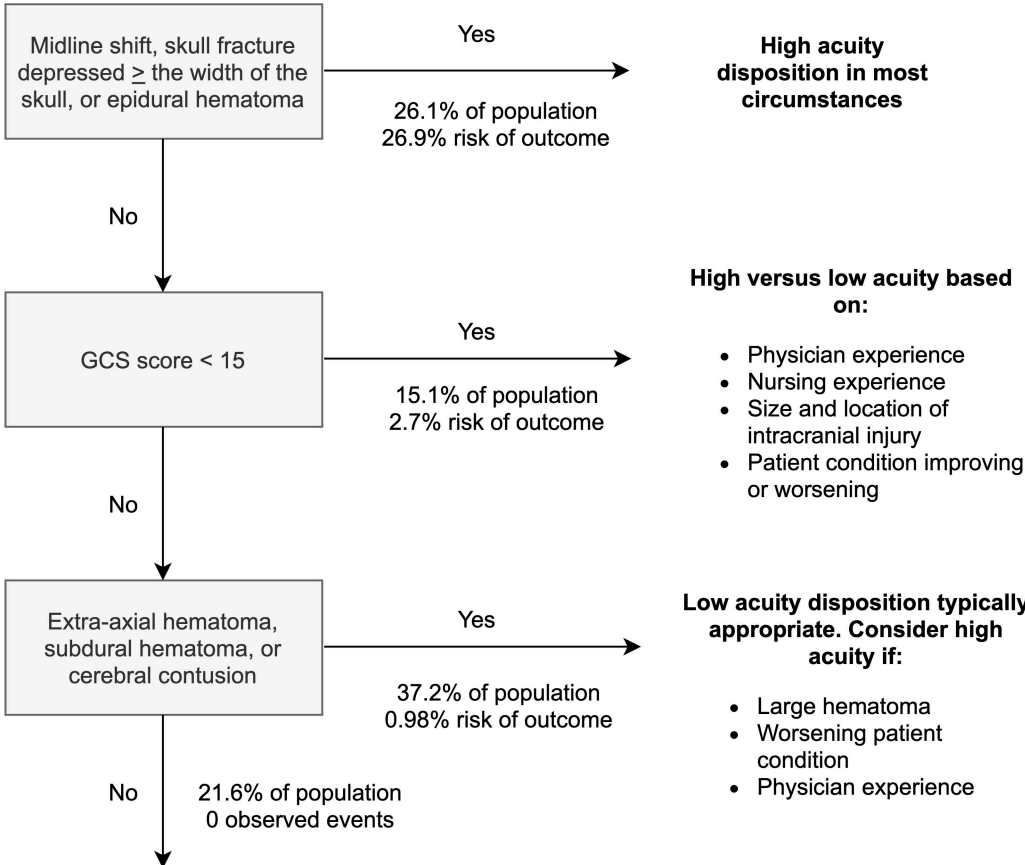 Midline shift, skull fracture
depressed ≥ the width of the
skull, or epidural hematoma
Yes
26.1% of population
26.9% risk of outcome
High acuity
disposition in most
circumstances
No
GCS score < 15
Yes
15.1% of population
2.7% risk of outcome
High versus low acuity based
on:
• Physician experience
• Nursing experience
• Size and location of
intracranial injury
• Patient condition improving
or worsening
No
Extra-axial hematoma,
subdural hematoma, or
cerebral contusion
Yes
37.2% of population
0.98% risk of outcome
Low acuity disposition typically
appropriate. Consider high
acuity if:
• Large hematoma
• Worsening patient
condition
• Physician experience
No
21.6% of population
0 observed events